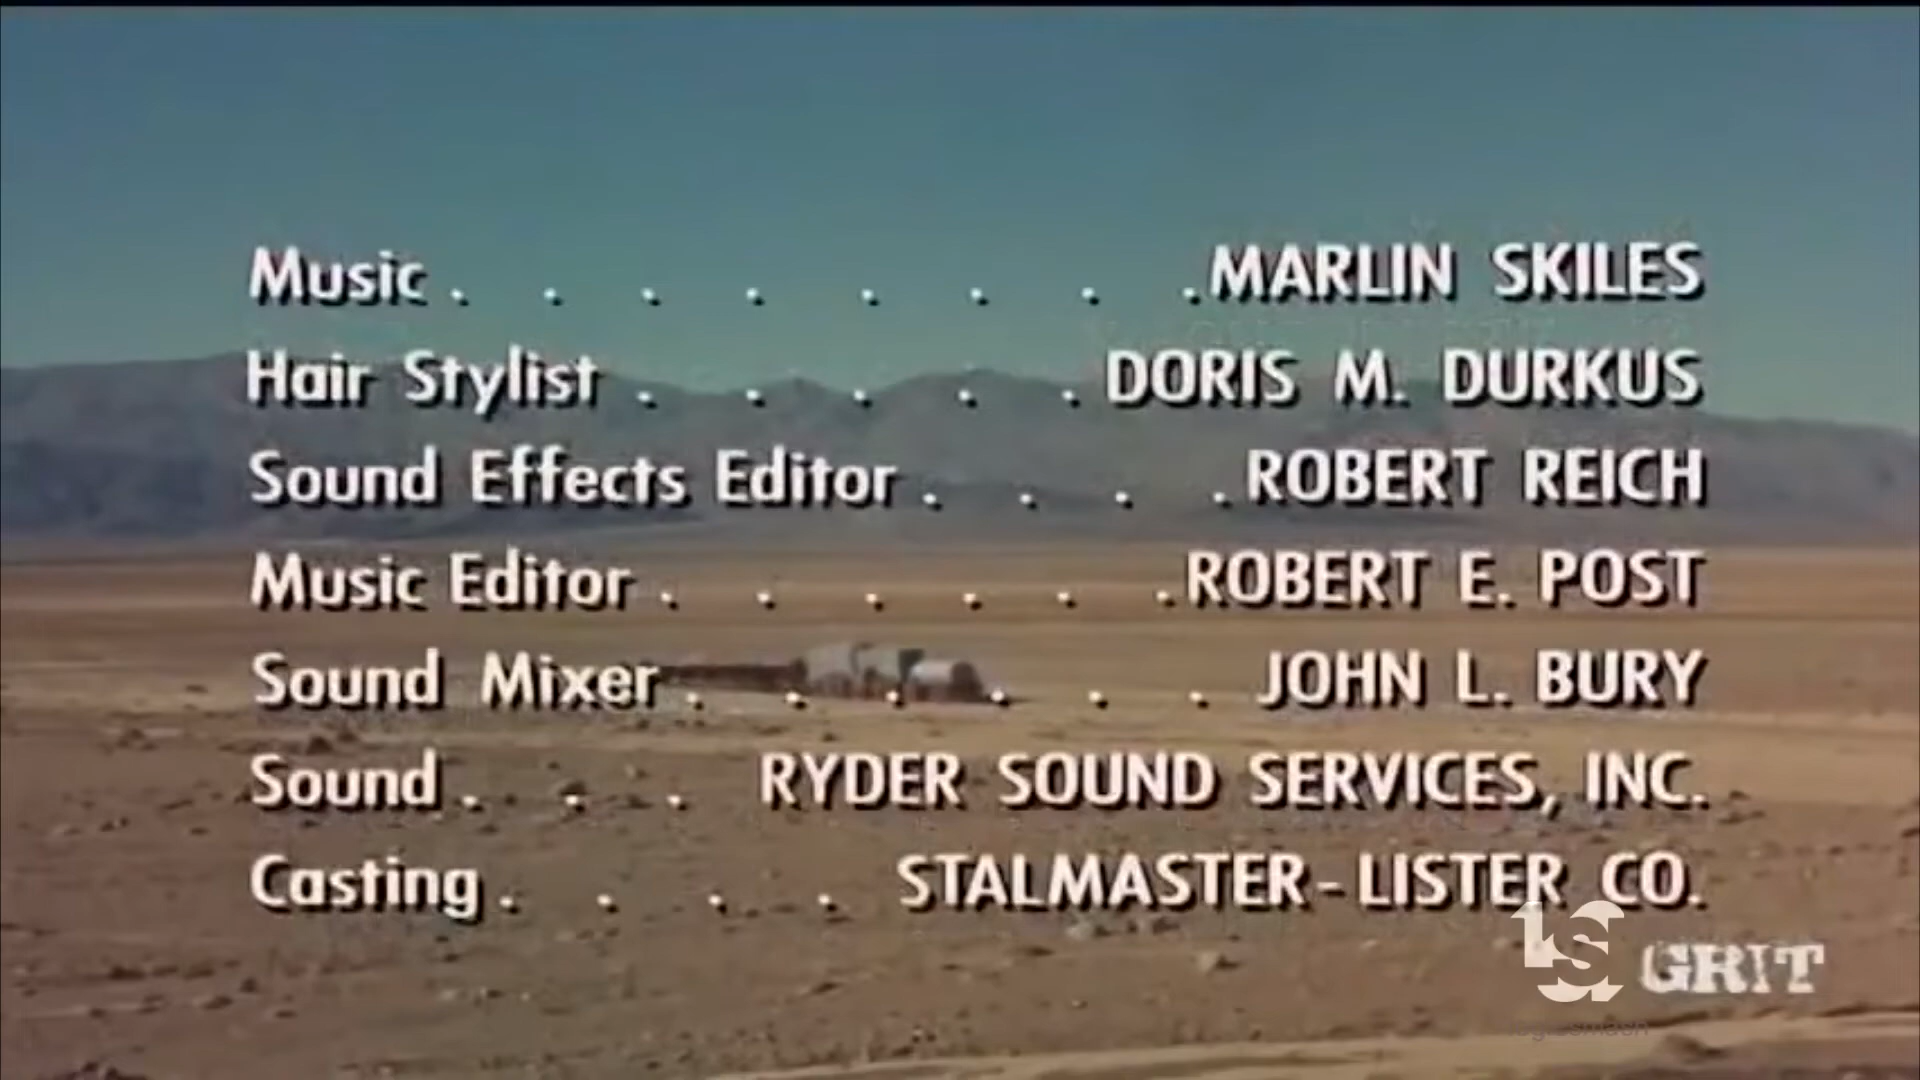 Music . . . . . . . . MARLIN SKILES
Hair Stylist . . . . . DORIS M. DURKUS
Sound Effects Editor . . . . ROBERT REICH
Music Editor . . . . . . ROBERT E. POST
Sound Mixer . . . . . . JOHN L. BURY
Sound . . . RYDER SOUND SERVICES, INC.
Casting . . . . STALMASTER-LISTER CO.
GRIT